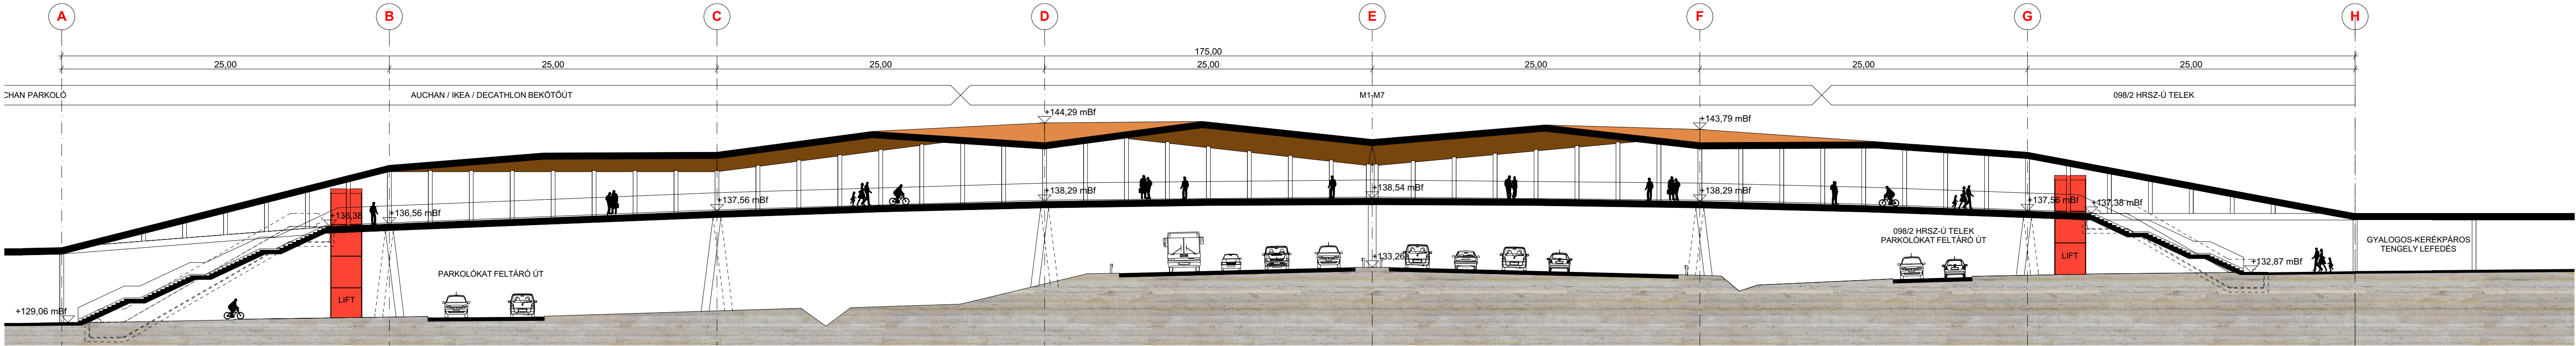 A B C D E F G H
175,00
25,00 25,00 25,00 25,00 25,00 25,00 25,00
CHAN PARKOLÓ
AUCHAN / IKEA / DECATHLON BEKÖTŐÚT
M1-M7
098/2 HRSZ-Ú TELEK
+144,29 mBf
+143,79 mBf
+136,38
+136,56 mBf
+137,56 mBf
+138,29 mBf
+138,54 mBf
+138,29 mBf
+137,56 mBf
+137,38 mBf
098/2 HRSZ-Ú TELEK
PARKOLÓKAT FELTÁRÓ ÚT
GYALOGOS-KERÉKPÁROS
TENGELY LEFEDÉS
+133,26
LIFT
+132,87 mBf
PARKOLÓKAT FELTÁRÓ ÚT
LIFT
+129,06 mBf